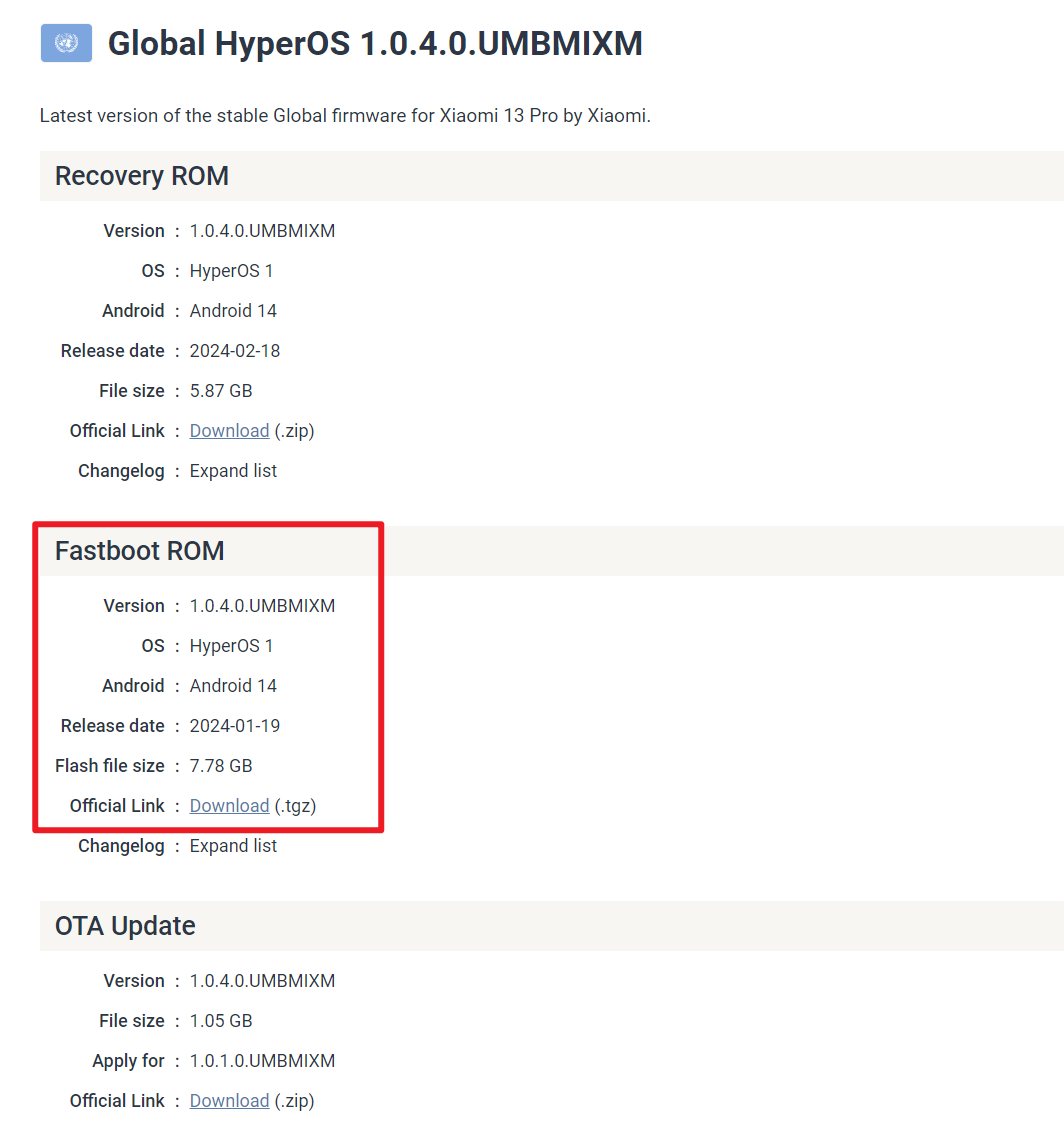 Global HyperOS 1.0.4.0.UMBMIXM
Latest version of the stable Global firmware for Xiaomi 13 Pro by Xiaomi.
Recovery ROM
Version : 1.0.4.0.UMBMIXM
OS : HyperOS 1
Android : Android 14
Release date : 2024-02-18
File size : 5.87 GB
Official Link : Download (.zip)
Changelog : Expand list
Fastboot ROM
Version : 1.0.4.0.UMBMIXM
OS : HyperOS 1
Android : Android 14
Release date : 2024-01-19
Flash file size : 7.78 GB
Official Link : Download (.tgz)
Changelog : Expand list
OTA Update
Version : 1.0.4.0.UMBMIXM
File size : 1.05 GB
Apply for : 1.0.1.0.UMBMIXM
Official Link : Download (.zip)